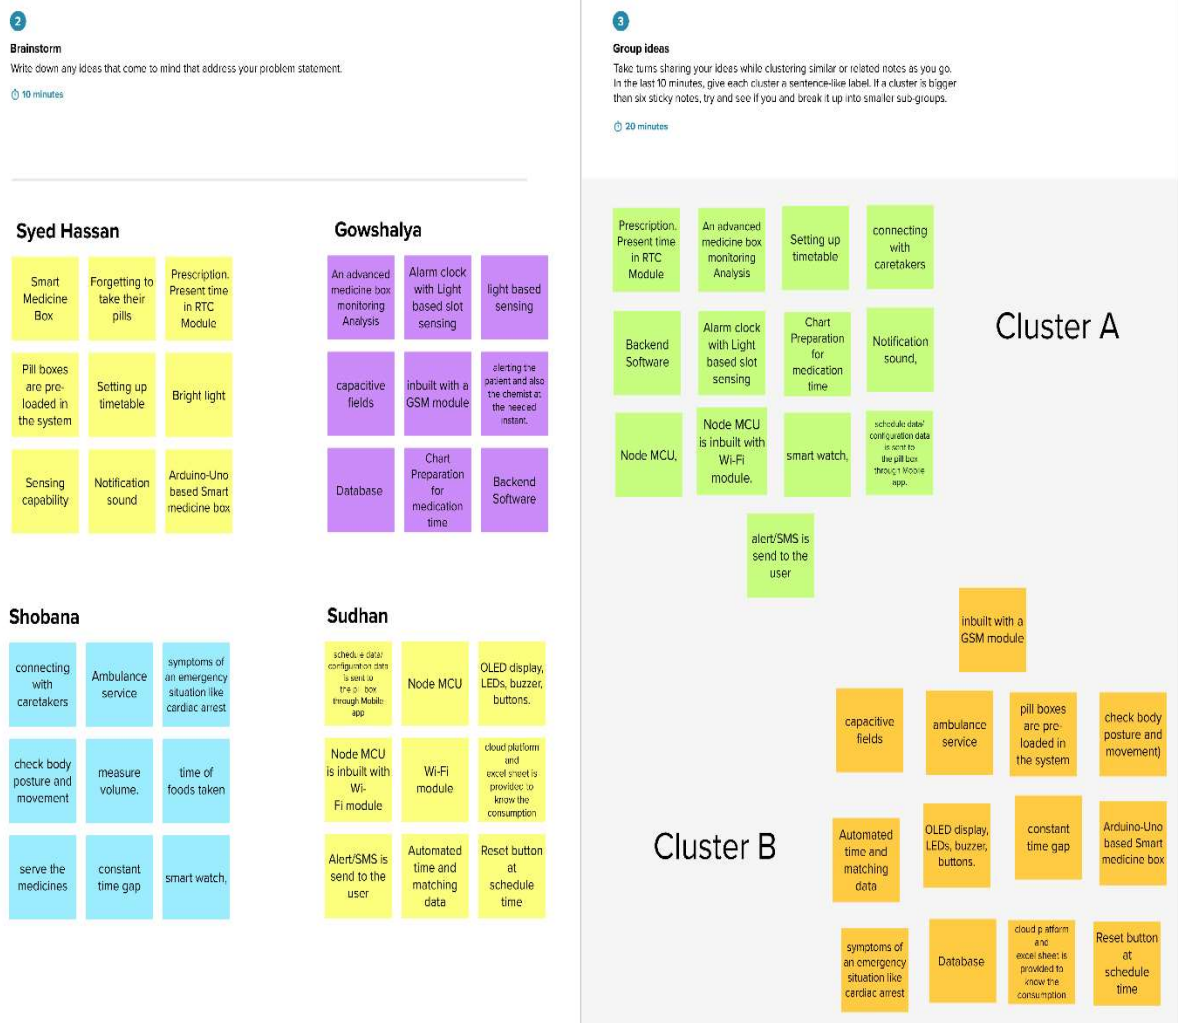 2
Brainstorm
Write down any ideas that come to mind that address your problem statement.
10 minutes
Syed Hassan
Smart
Medicine
Box
Forgetting to
take their
pills
Prescription.
Present time
in RTC
Module
Pill boxes
are pre-
loaded in
the system
Setting up
timetable
Bright light
Sensing
capability
Notification
sound
Arduino-Uno
based Smart
medicine box
Gowshalya
An advanced
medicine box
monitoring
Analysis
Alarm clock
with Light
based slot
sensing
light based
sensing
capacitive
fields
inbuilt with a
GSM module
alerting the
patient and also
the chemist at
the needed
instant.
Database
Chart
Preparation
for
medication
time
Backend
Software
Shobana
connecting
with
caretakers
Ambulance
service
symptoms of
an emergency
situation like
cardiac arrest
check body
posture and
movement
measure
volume.
time of
foods taken
serve the
medicines
constant
time gap
smart watch,
Sudhan
schedule data/
configuration data
is sent to
the pill box
through Mobile
app
Node MCU
OLED display,
LEDs, buzzer,
buttons.
Node MCU
is inbuilt with
Wi-
Fi module
Wi-Fi
module
cloud platform
and
excel sheet is
provided to
know the
consumption
Alert/SMS is
send to the
user
Automated
time and
matching
data
Reset button
at
schedule
time
3
Group ideas
Take turns sharing your ideas while clustering similar or related notes as you go.
In the last 10 minutes, give each cluster a sentence-like label. If a cluster is bigger
than six sticky notes, try and see if you and break it up into smaller sub-groups.
20 minutes
Prescription.
Present time
in RTC
Module
An advanced
medicine box
monitoring
Analysis
Setting up
timetable
connecting
with
caretakers
Cluster A
Backend
Software
Alarm clock
with Light
based slot
sensing
Chart
Preparation
for
medication
time
Notification
sound,
Node MCU,
Node MCU
is inbuilt with
Wi-Fi
module.
smart watch,
schedule data/
configuration data
is sent to
the pill box
through Mobile
app.
alert/SMS is
send to the
user
inbuilt with a
GSM module
capacitive
fields
ambulance
service
pill boxes
are pre-
loaded in
the system
check body
posture and
movement)
Cluster B
Automated
time and
matching
data
OLED display,
LEDs, buzzer,
buttons.
constant
time gap
Arduino-Uno
based Smart
medicine box
symptoms of
an emergency
situation like
cardiac arrest
Database
cloud platform
and
excel sheet is
provided to
know the
consumption
Reset button
at
schedule
time